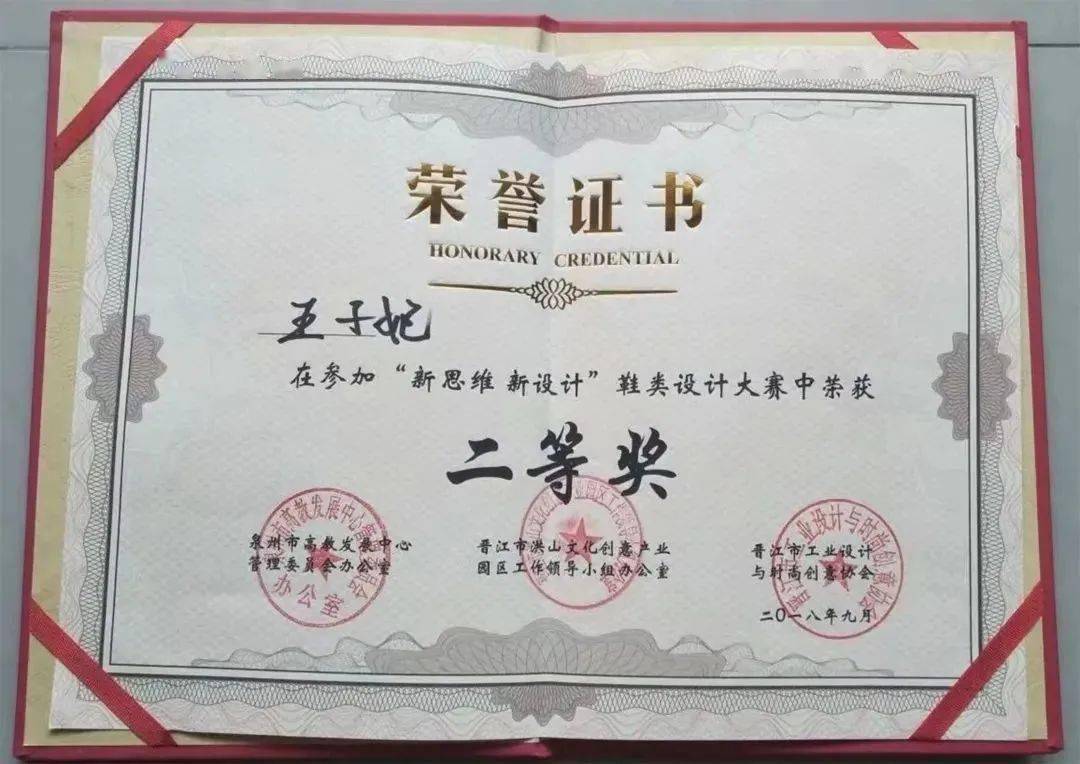 荣誉证书
HONORARY CREDENTIAL
王子妃
在参加“新思维 新设计”鞋类设计大赛中荣获
二等奖
泉州市高教发展中心
管理委员会办公室
晋江市洪山文化创意产业
园区工作领导小组办公室
晋江市工业设计
与时尚创意协会
二〇一八年九月
办公室